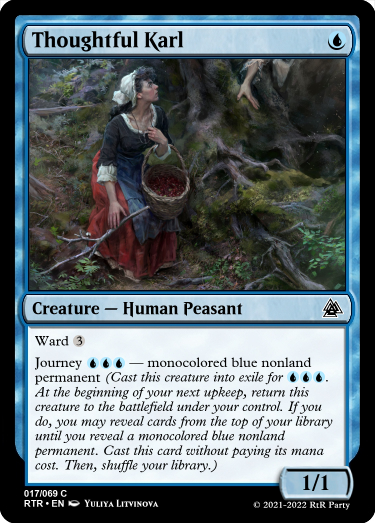 Thoughtful Karl
Creature — Human Peasant
Ward 3
Journey — monocolored blue nonland
permanent (Cast this creature into exile for .
At the beginning of your next upkeep, return this
creature to the battlefield under your control. If you
do, you may reveal cards from the top of your library
until you reveal a monocolored blue nonland
permanent. Cast this card without paying its mana
cost. Then, shuffle your library.)
1/1
017/069 C
RTR • EN Yuliya Litvinova
© 2021-2022 RtR Party